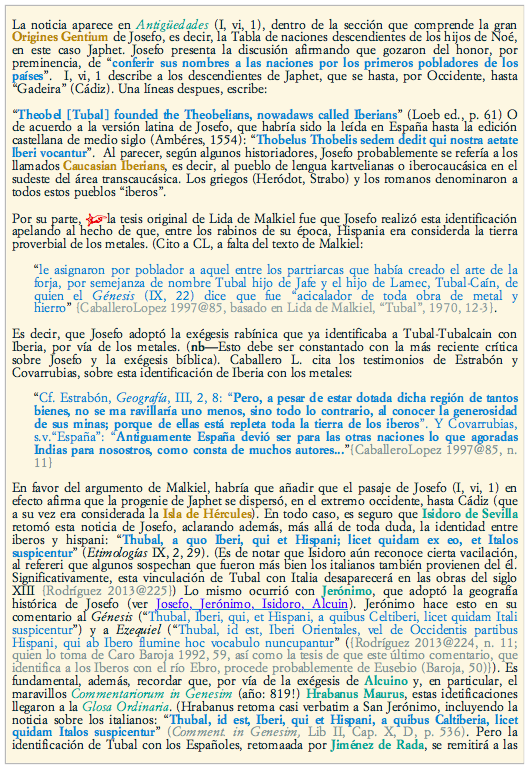 La noticia aparece en Antigüedades (I, vi, 1), dentro de la sección que comprende la gran
Origines Gentium de Josefo, es decir, la Tabla de naciones descendientes de los hijos de Noé,
en este caso Japhet. Josefo presenta la discusión afirmando que gozaron del honor, por
preminencia, de "conferir sus nombres a las naciones por los primeros pobladores de los
países". I, vi, 1 describe a los descendientes de Japhet, que se hasta, por Occidente, hasta
"Gadeira" (Cádiz). Una líneas despues, escribe:
"Theobel [Tubal] founded the Theobelians, nowadaws called Iberians" (Loeb ed., p. 61) O
de acuerdo a la versión latina de Josefo, que habría sido la leída en España hasta la edición
castellana de medio siglo (Ambéres, 1554): "Thobelus Thobelis sedem dedit qui nostra aetate
Iberi vocantur". Al parecer, según algunos historiadores, Josefo probablemente se refería a los
llamados Caucasian Iberians, es decir, al pueblo de lengua kartvelianas o iberocaucásica en el
sudeste del área transcaucásica. Los griegos (Heródot, Strabo) y los romanos denominaron a
todos estos pueblos "iberos".
Por su parte, la tesis original de Lida de Malkiel fue que Josefo realizó esta identificación
apelando al hecho de que, entre los rabinos de su época, Hispania era considerda la tierra
proverbial de los metales. (Cito a CL, a falta del texto de Malkiel:
"le asignaron por poblador a aquel entre los partriarcas que había creado el arte de la
forja, por semejanza de nombre Tubal hijo de Jafe y el hijo de Lamec, Tubal-Caín, de
quien el Génesis (IX, 22) dice que fue "acicalador de toda obra de metal y
hierro" {CaballeroLopez 1997@85, basado en Lida de Malkiel, "Tubal", 1970, 12-3}.
Es decir, que Josefo adoptó la exégesis rabínica que ya identificaba a Tubal-Tubalcain con
Iberia, por vía de los metales. (nb—Esto debe ser constantado con la más reciente crítica
sobre Josefo y la exégesis bíblica). Caballero L. cita los testimonios de Estrabón y
Covarrubias, sobre esta identificación de Iberia con los metales:
"Cf. Estrabón, Geografía, III, 2, 8: "Pero, a pesar de estar dotada dicha región de tantos
bienes, no se ma ravillaría uno menos, sino todo lo contrario, al conocer la generosidad
de sus minas; porque de ellas está repleta toda la tierra de los iberos". Y Covarrubias,
s.v."España": "Antiguamente España devió ser para las otras naciones lo que agoradas
Indias para nosostros, como consta de muchos autores..."{CaballeroLopez 1997@85, n.
11}
En favor del argumento de Malkiel, habría que añadir que el pasaje de Josefo (I, vi, 1) en
efecto afirma que la progenie de Japhet se dispersó, en el extremo occidente, hasta Cádiz (que
a su vez era considerada la Isla de Hércules). En todo caso, es seguro que Isidoro de Sevilla
retomó esta noticia de Josefo, aclarando además, más allá de toda duda, la identidad entre
iberos y hispani: "Thubal, a quo Iberi, qui et Hispani; licet quidam ex eo, et Italos
suspicentur" (Etimologías IX, 2, 29). (Es de notar que Isidoro aún reconoce cierta vacilación,
al refereri que algunos sospechan que fueron más bien los italianos también provienen del él.
Significativamente, esta vinculación de Tubal con Italia desaparecerá en las obras del siglo
XIII {Rodríguez 2013@225}) Lo mismo ocurrió con Jerónimo, que adoptó la geografía
histórica de Josefo (ver Josefo, Jerónimo, Isidoro, Alcuin). Jerónimo hace esto en su
comentario al Génesis ("Thubal, Iberi, qui, et Hispani, a quibus Celtiberi, licet quidam Itali
suspicintur") y a Ezequiel ("Thubal, id est, Iberi Orientales, vel de Occidentis partibus
Hispani, qui ab Ibero flumine hoc vocabulo nuncupantur" ({Rodríguez 2013@224, n. 11;
quien lo toma de Caro Baroja 1992, 59, así como la tesis de que este último comentario, que
identifica a los Iberos con el río Ebro, procede probablemente de Eusebio (Baroja, 50)}). Es
fundamental, además, recordar que, por vía de la exégesis de Alcuino y, en particular, el
maravillos Commentariorum in Genesim (año: 819!) Hrabanus Maurus, estas idetificaciones
llegaron a la Glosa Ordinaria. (Hrabanus retoma casi verbatim a San Jerónimo, incluyendo la
noticia sobre los italianos: "Thubal, id est, Iberi, qui et Hispani, a quibus Caltiberia, licet
quidam Italos suspicentur" (Comment. in Genesim, Lib II, Cap. X, D, p. 536). Pero la
identificación de Tubal con los Españoles, retomaada por Jiménez de Rada, se remitirá a las